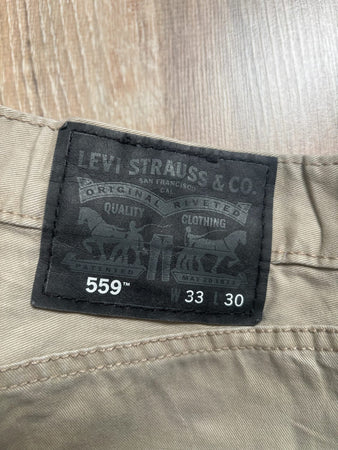 LEVI STRAUSS & CO.
SAN FRANCISCO
CAL.
ORIGINAL RIVETED
QUALITY CLOTHING
559™ W 33 L 30